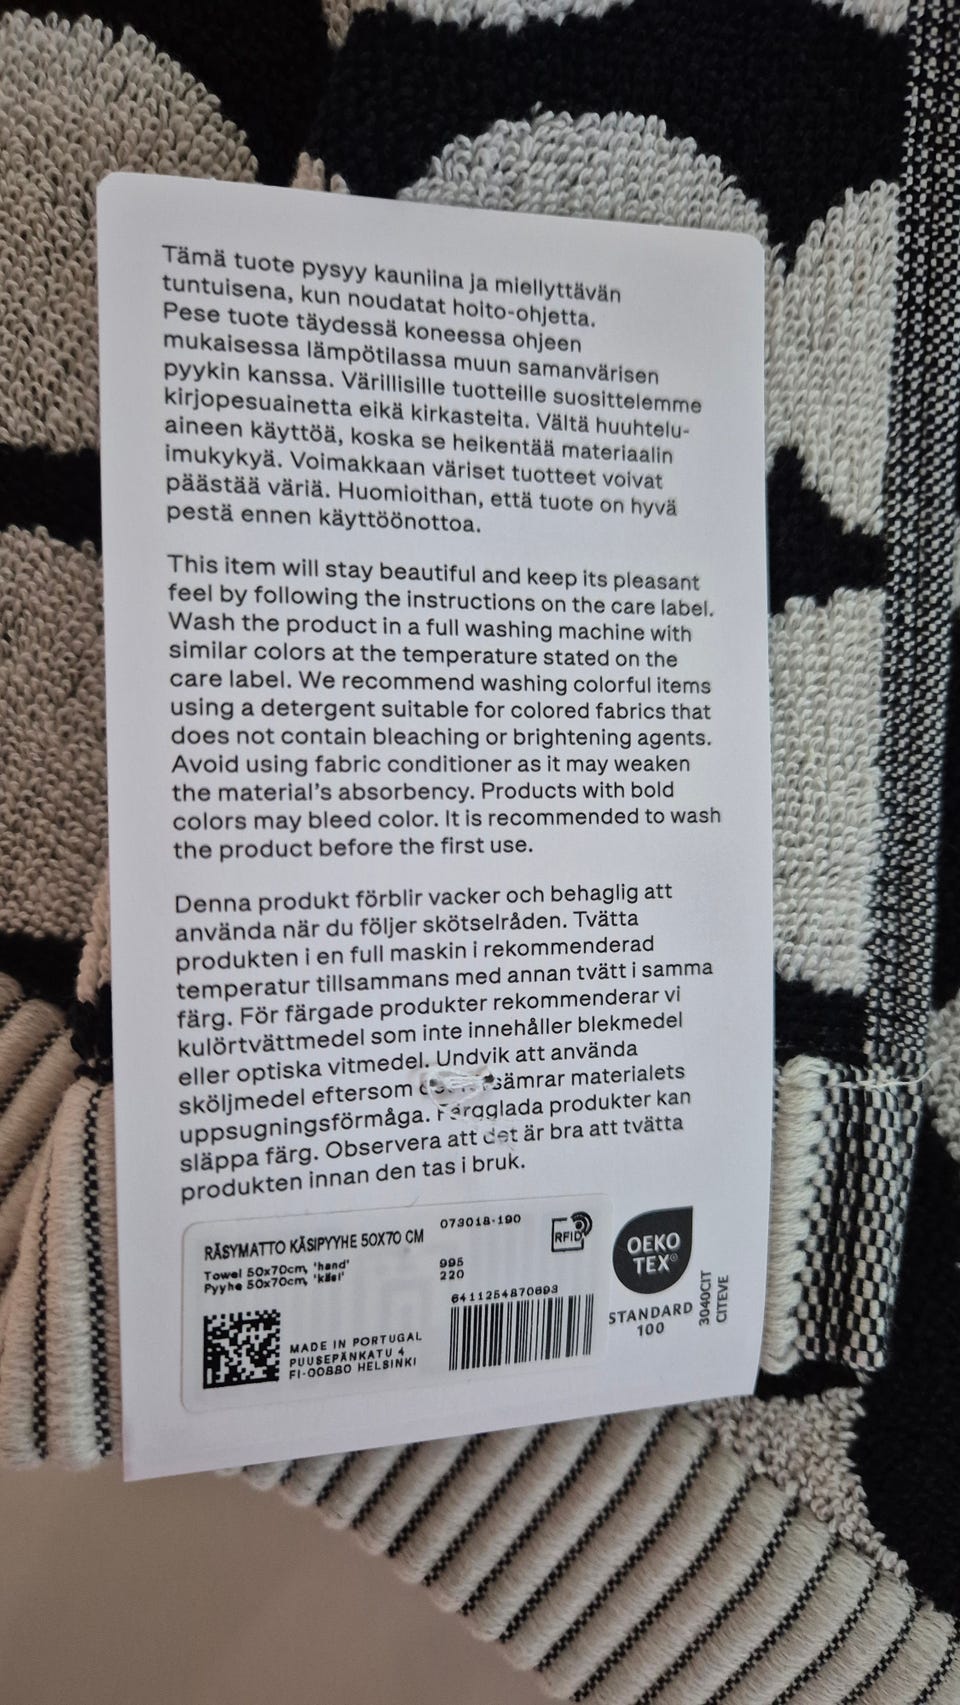 Tämä tuote pysyy kauniina ja miellyttävän
tuntuisena, kun noudatat hoito-ohjetta.
Pese tuote täydessä koneessa ohjeen
mukaisessa lämpötilassa muun samanvärisen
pyykin kanssa. Värillisille tuotteille suosittelemme
kirjopesuainetta eikä kirkasteita. Vältä huuhtelu-
aineen käyttöä, koska se heikentää materiaalin
imukykyä. Voimakkaan väriset tuotteet voivat
päästää väriä. Huomioithan, että tuote on hyvä
pestä ennen käyttöönottoa.
This item will stay beautiful and keep its pleasant
feel by following the instructions on the care label.
Wash the product in a full washing machine with
similar colors at the temperature stated on the
care label. We recommend washing colorful items
using a detergent suitable for colored fabrics that
does not contain bleaching or brightening agents.
Avoid using fabric conditioner as it may weaken
the material's absorbency. Products with bold
colors may bleed color. It is recommended to wash
the product before the first use.
Denna produkt förblir vacker och behaglig att
använda när du följer skötselråden. Tvätta
produkten i en full maskin i rekommenderad
temperatur tillsammans med annan tvätt i samma
färg. För färgade produkter rekommenderar vi
kulörtvättmedel som inte innehåller blekmedel
eller optiska vitmedel. Undvik att använda
sköljmedel eftersom materialets
uppsugningsförmåga. Färgglada produkter kan
släppa färg. Observera att det är bra att tvätta
produkten innan den tas i bruk.
RÄSYMATTO KÄSIPYYHE 50X70 CM
073018-190
RFID
Towel 50x70cm, 'hand'
Pyyhe 50x70cm, 'käsi'
995
220
6411254870693
MADE IN PORTUGAL
PUUSEPÄNKATU 4
FI-00880 HELSINKI
OEKO
TEX®
STANDARD
100
3040CIT
CITEVE